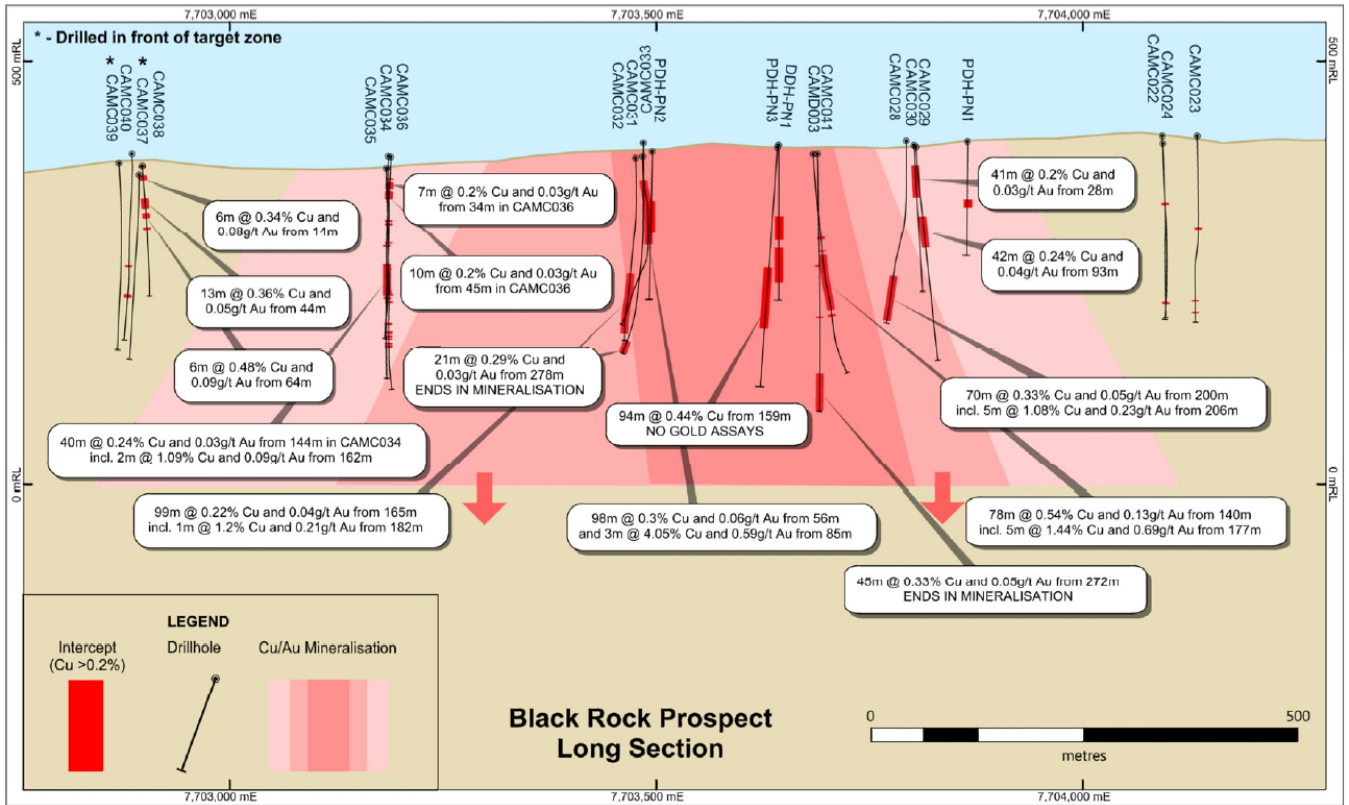 7,703,000 mE
7,703,500 mE
7,704,000 mE
* - Drilled in front of target zone
500 mRL
500 mRL
* CAMC039
CAMC040
* CAMC037
CAMC038
CAMC035
CAMC034
CAMC036
CAMC032
CAMC031
CAMC033
PDH-PN2
PDH-PN3
DDH-PN1
CAMD003
CAMC041
CAMC028
CAMC030
CAMC029
PDH-PN1
CAMC022
CAMC024
CAMC023
6m @ 0.34% Cu and
0.08g/t Au from 14m
7m @ 0.2% Cu and 0.03g/t Au
from 34m in CAMC036
41m @ 0.2% Cu and
0.03g/t Au from 28m
13m @ 0.36% Cu and
0.05g/t Au from 44m
10m @ 0.2% Cu and 0.03g/t Au
from 45m in CAMC036
42m @ 0.24% Cu and
0.04g/t Au from 93m
6m @ 0.48% Cu and
0.09g/t Au from 64m
21m @ 0.29% Cu and
0.03g/t Au from 278m
ENDS IN MINERALISATION
94m @ 0.44% Cu from 159m
NO GOLD ASSAYS
70m @ 0.33% Cu and 0.05g/t Au from 200m
incl. 5m @ 1.08% Cu and 0.23g/t Au from 206m
40m @ 0.24% Cu and 0.03g/t Au from 144m in CAMC034
incl. 2m @ 1.09% Cu and 0.09g/t Au from 162m
0 mRL
0 mRL
99m @ 0.22% Cu and 0.04g/t Au from 165m
incl. 1m @ 1.2% Cu and 0.21g/t Au from 182m
98m @ 0.3% Cu and 0.06g/t Au from 56m
and 3m @ 4.05% Cu and 0.59g/t Au from 85m
78m @ 0.54% Cu and 0.13g/t Au from 140m
incl. 5m @ 1.44% Cu and 0.69g/t Au from 177m
45m @ 0.33% Cu and 0.05g/t Au from 272m
ENDS IN MINERALISATION
LEGEND
Intercept
(Cu >0.2%)
Drillhole
Cu/Au Mineralisation
Black Rock Prospect
Long Section
0
500
metres
7,703,000 mE
7,703,500 mE
7,704,000 mE